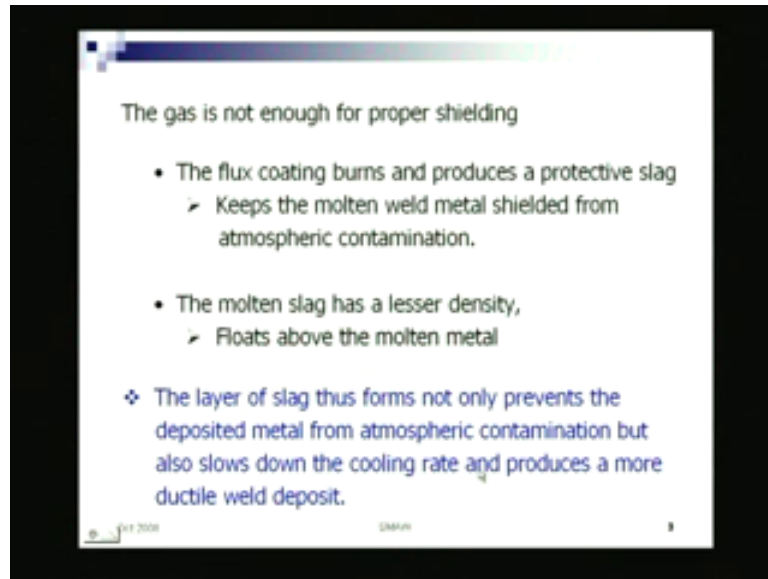 The gas is not enough for proper shielding
• The flux coating burns and produces a protective slag
➢ Keeps the molten weld metal shielded from
atmospheric contamination.
• The molten slag has a lesser density,
➢ Floats above the molten metal
❖ The layer of slag thus forms not only prevents the
deposited metal from atmospheric contamination but
also slows down the cooling rate and produces a more
ductile weld deposit.